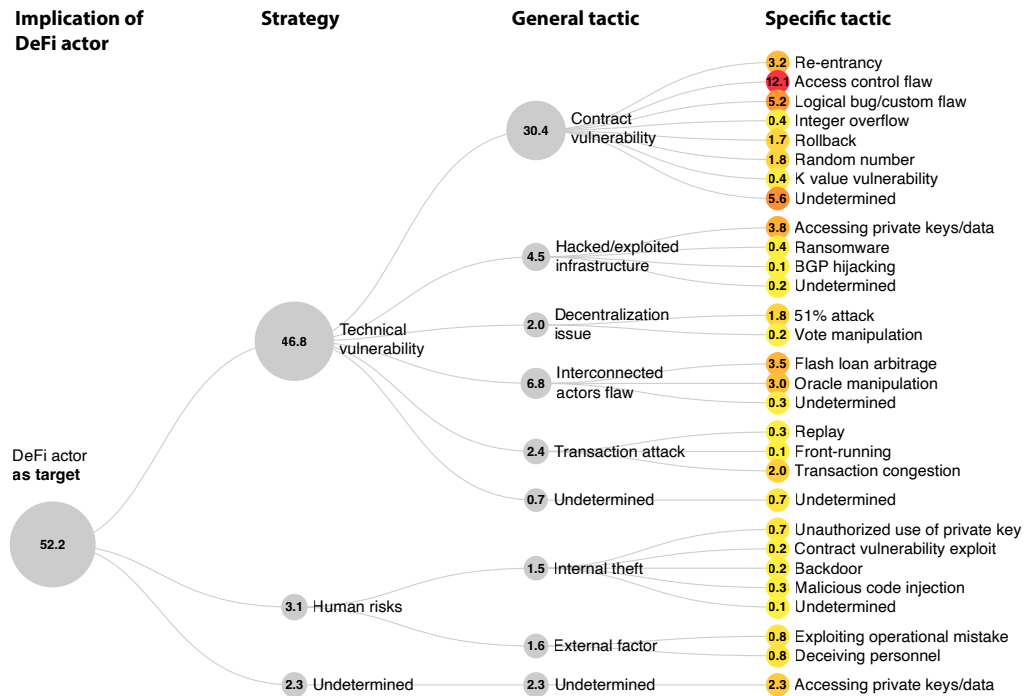 Implication of
DeFi actor
Strategy
General tactic
Specific tactic
3.2 Re-entrancy
12.1 Access control flaw
5.2 Logical bug/custom flaw
30.4 Contract
vulnerability
0.4 Integer overflow
1.7 Rollback
1.8 Random number
0.4 K value vulnerability
5.6 Undetermined
3.8 Accessing private keys/data
4.5 Hacked/exploited
infrastructure
0.4 Ransomware
0.1 BGP hijacking
0.2 Undetermined
2.0 Decentralization
issue
1.8 51% attack
0.2 Vote manipulation
46.8 Technical
vulnerability
6.8 Interconnected
actors flaw
3.5 Flash loan arbitrage
3.0 Oracle manipulation
0.3 Undetermined
2.4 Transaction attack
0.3 Replay
0.1 Front-running
2.0 Transaction congestion
DeFi actor
as target
52.2
0.7 Undetermined
0.7 Undetermined
1.5 Internal theft
0.7 Unauthorized use of private key
0.2 Contract vulnerability exploit
0.2 Backdoor
0.3 Malicious code injection
0.1 Undetermined
3.1 Human risks
1.6 External factor
0.8 Exploiting operational mistake
0.8 Deceiving personnel
2.3 Undetermined
2.3 Undetermined
2.3 Accessing private keys/data